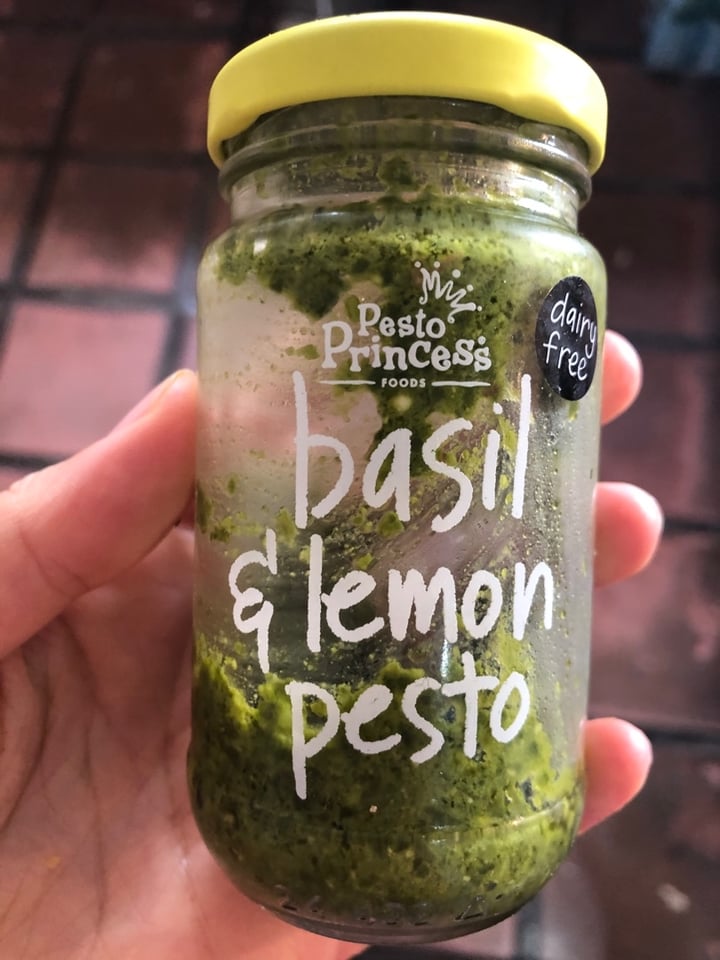 Pesto
Princess
FOODS
dairy
free
basil
& lemon
pesto